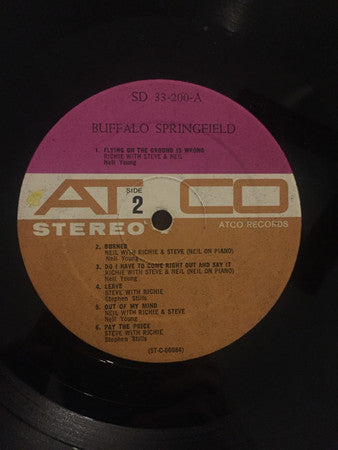 SD 33-200-A
BUFFALO SPRINGFIELD
1. FLYING ON THE GROUND IS WRONG
RICHIE WITH STEVE & NEIL
Neil Young
ATCO
SIDE
2
STEREO
ATCO RECORDS
2. BURNED
NEIL WITH RICHIE & STEVE (NEIL ON PIANO)
Neil Young
3. DO I HAVE TO COME RIGHT OUT AND SAY IT
RICHIE WITH STEVE & NEIL (NEIL ON PIANO)
Neil Young
4. LEAVE
STEVE WITH RICHIE
Stephen Stills
5. OUT OF MY MIND
NEIL WITH RICHIE & STEVE
Neil Young
6. PAY THE PRICE
STEVE WITH RICHIE
Stephen Stills